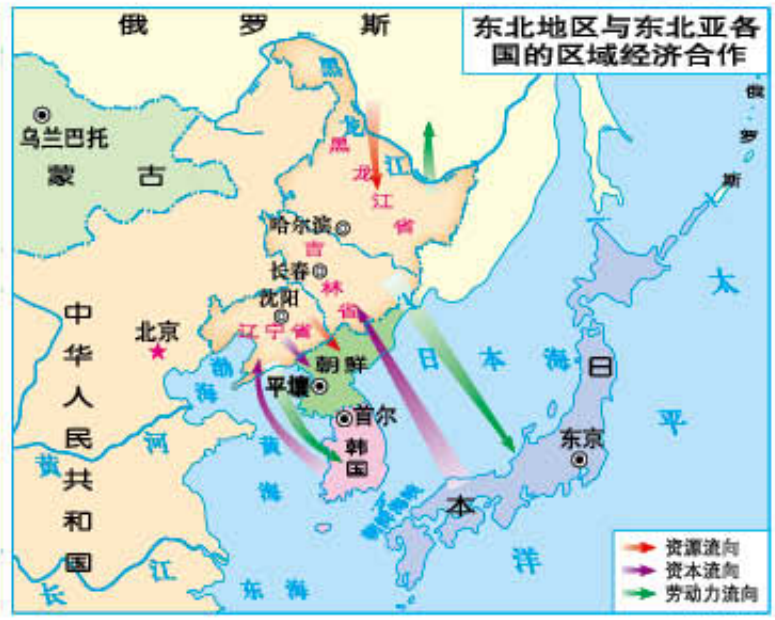 东北地区与东北亚各
国的区域经济合作
俄罗斯
乌兰巴托
蒙古
黑龙江
黑龙江省
俄罗斯
哈尔滨
吉林省
长春
沈阳
辽宁省
太平洋
中华人民共和国
北京
渤海
朝鲜
平壤
日本海
日本
首尔
韩国
东京
黄河
黄海
朝鲜海峡
长江
东海
资源流向
资本流向
劳动力流向